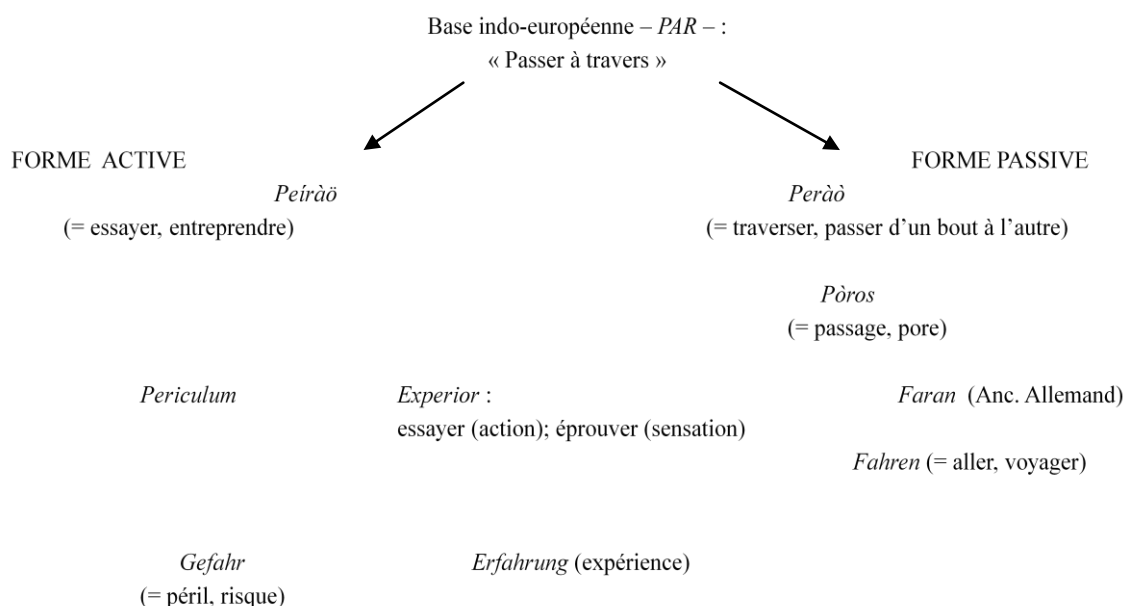 Base indo-européenne – PAR – :
« Passer à travers »
FORME ACTIVE
FORME PASSIVE
Peíràö
Peràò
(= essayer, entreprendre)
(= traverser, passer d’un bout à l’autre)
Pòros
(= passage, pore)
Periculum
Experior :
Faran (Anc. Allemand)
essayer (action); éprouver (sensation)
Fahren (= aller, voyager)
Gefahr
Erfahrung (expérience)
(= péril, risque)